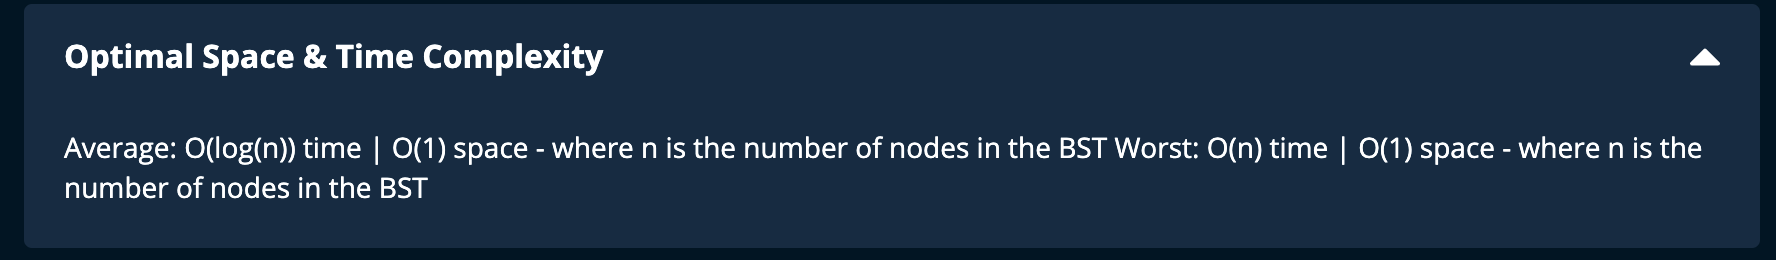 Optimal Space & Time Complexity
Average: O(log(n)) time | O(1) space - where n is the number of nodes in the BST Worst: O(n) time | O(1) space - where n is the
number of nodes in the BST